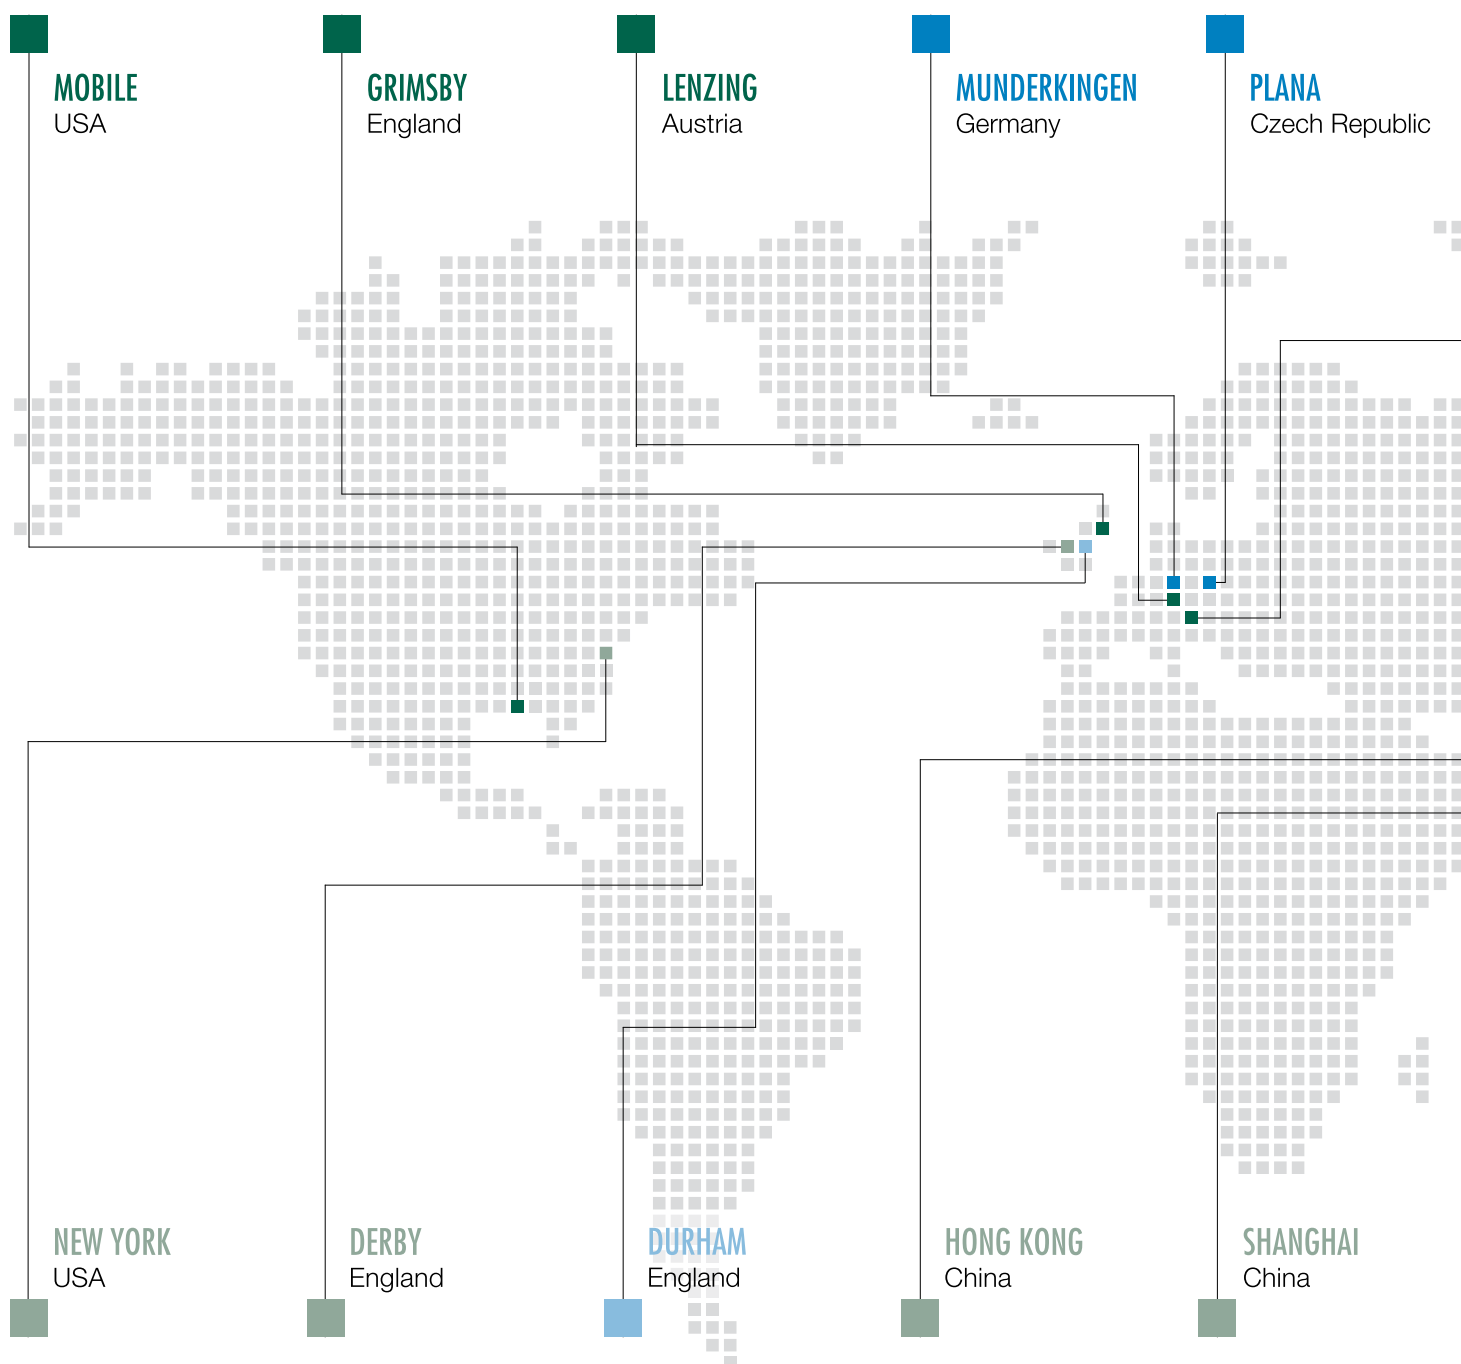 MOBILE
USA
GRIMSBY
England
LENZING
Austria
MUNDERKINGEN
Germany
PLANA
Czech Republic
NEW YORK
USA
DERBY
England
DURHAM
England
HONG KONG
China
SHANGHAI
China